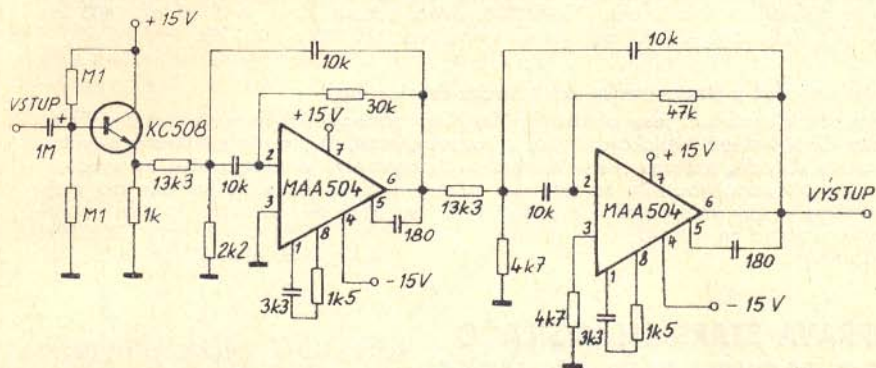 + 15V
M1
VSTUP
+
1M
KC508
M1
1k
13k3
10k
2k2
10k
30k
+15V
2
3
7
6
5
4
8
1
MAA504
180
3k3
1k5
- 15V
13k3
10k
4k7
10k
47k
+ 15V
2
3
7
6
5
4
8
1
MAA504
180
4k7
3k3
1k5
- 15V
VÝSTUP